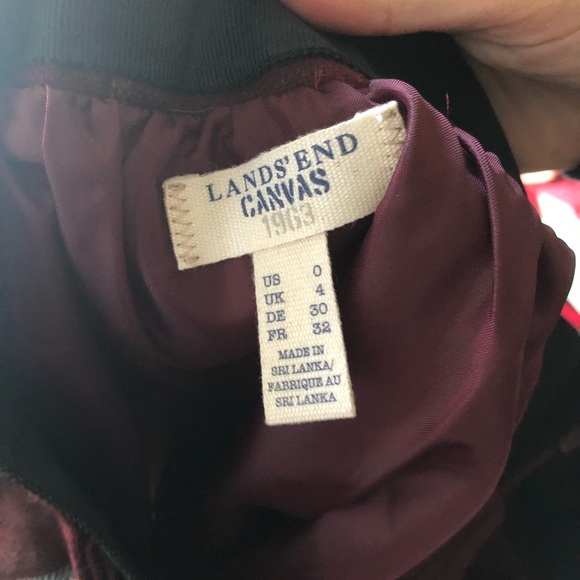 LANDS' END
CANVAS
1963
US 0
UK 4
DE 30
FR 32
MADE IN
SRI LANKA/
FABRIQUE AU
SRI LANKA